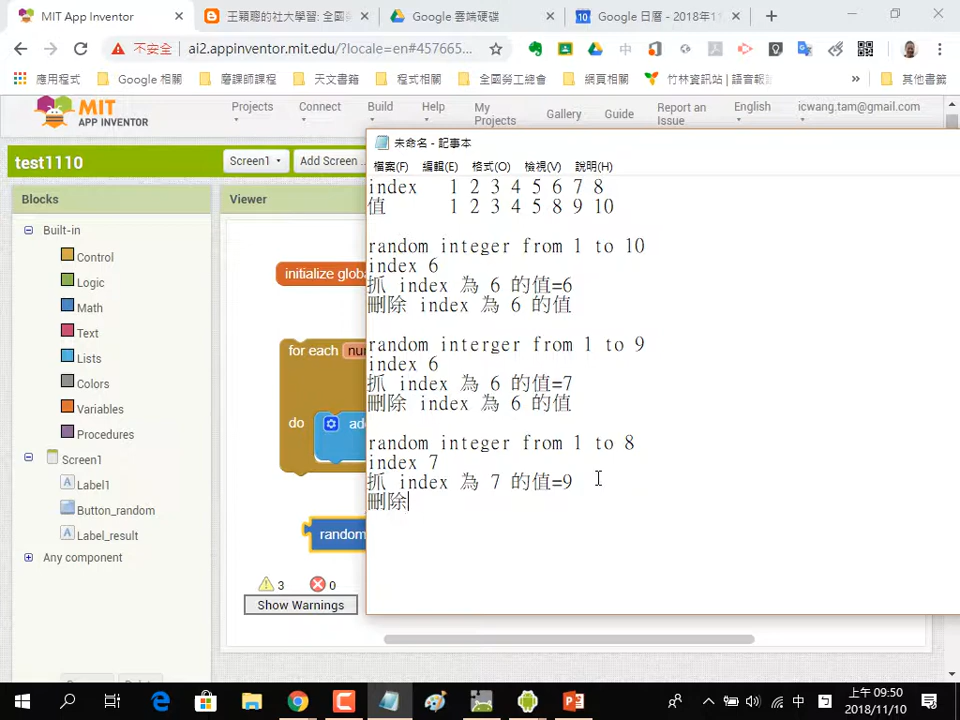 MIT App Inventor
王穎聰的社大學習: 全國
Google 雲端硬碟
10
Google 日曆 - 2018年1
不安全
ai2.appinventor.mit.edu/?locale=en#457665...
中
應用程式
Google 相關
磨課師課程
天文書籍
程式相關
全國勞工總會
網頁相關
竹林資訊站 | 語音報
»
其他書籤
MIT
APP INVENTOR
Projects
Connect
Build
Help
My Projects
Gallery
Guide
Report an Issue
English
icwang.tam@gmail.com
test1110
Screen1
Add Screen ..
未命名 - 記事本
檔案(F)
編輯(E)
格式(O)
檢視(V)
說明(H)
Blocks
Viewer
Built-in
Control
Logic
Math
Text
Lists
Colors
Variables
Procedures
Screen1
Label1
Button_random
Label_result
Any component
initialize globa
for each
nur
do
add
random
3
0
Show Warnings
index 1 2 3 4 5 6 7 8
值 1 2 3 4 5 8 9 10
random integer from 1 to 10
index 6
抓 index 為 6 的值=6
刪除 index 為 6 的值
random interger from 1 to 9
index 6
抓 index 為 6 的值=7
刪除 index 為 6 的值
random integer from 1 to 8
index 7
抓 index 為 7 的值=9
刪除
中
上午 09:50
2018/11/10